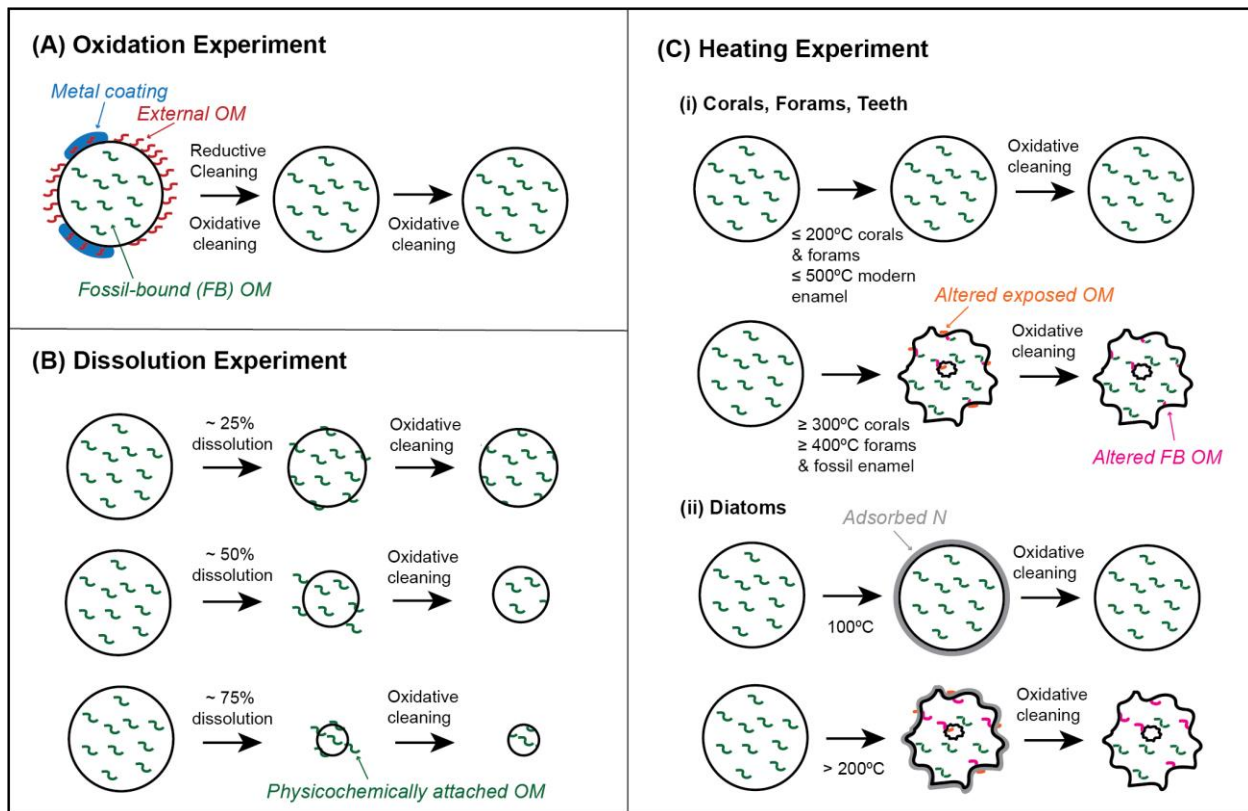 (A) Oxidation Experiment
Metal coating
External OM
Reductive
Cleaning
Oxidative
cleaning
Oxidative
cleaning
Fossil-bound (FB) OM
(B) Dissolution Experiment
~ 25%
dissolution
Oxidative
cleaning
~ 50%
dissolution
Oxidative
cleaning
~ 75%
dissolution
Oxidative
cleaning
Physicochemically attached OM
(C) Heating Experiment
(i) Corals, Forams, Teeth
Oxidative
cleaning
≤ 200ºC corals
& forams
≤ 500ºC modern
enamel
Altered exposed OM
Oxidative
cleaning
≥ 300ºC corals
≥ 400ºC forams
& fossil enamel
Altered FB OM
(ii) Diatoms
Adsorbed N
Oxidative
cleaning
100ºC
Oxidative
cleaning
> 200ºC